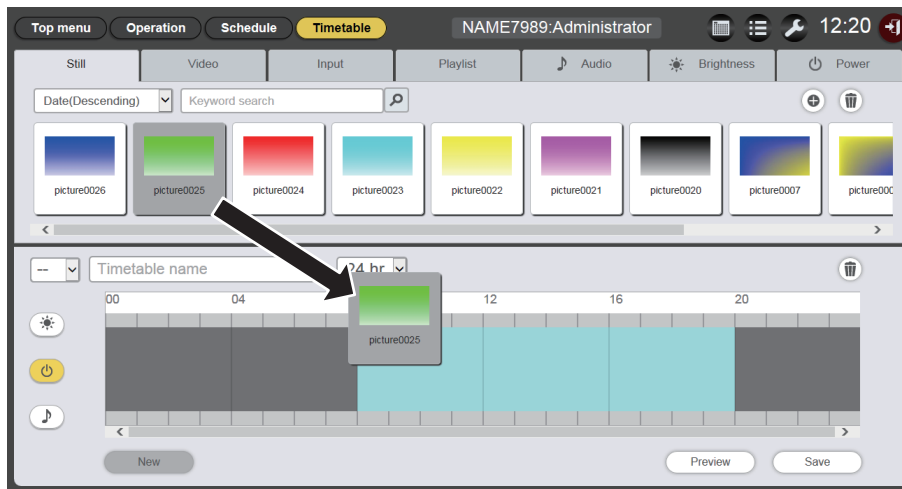 Top menu Operation Schedule Timetable NAME7989:Administrator 12:20
Still Video Input Playlist Audio Brightness Power
Date(Descending) Keyword search
picture0026 picture0025 picture0024 picture0023 picture0022 picture0021 picture0020 picture0007 picture000
-- Timetable name 24 hr
00 04 12 16 20
picture0025
New Preview Save